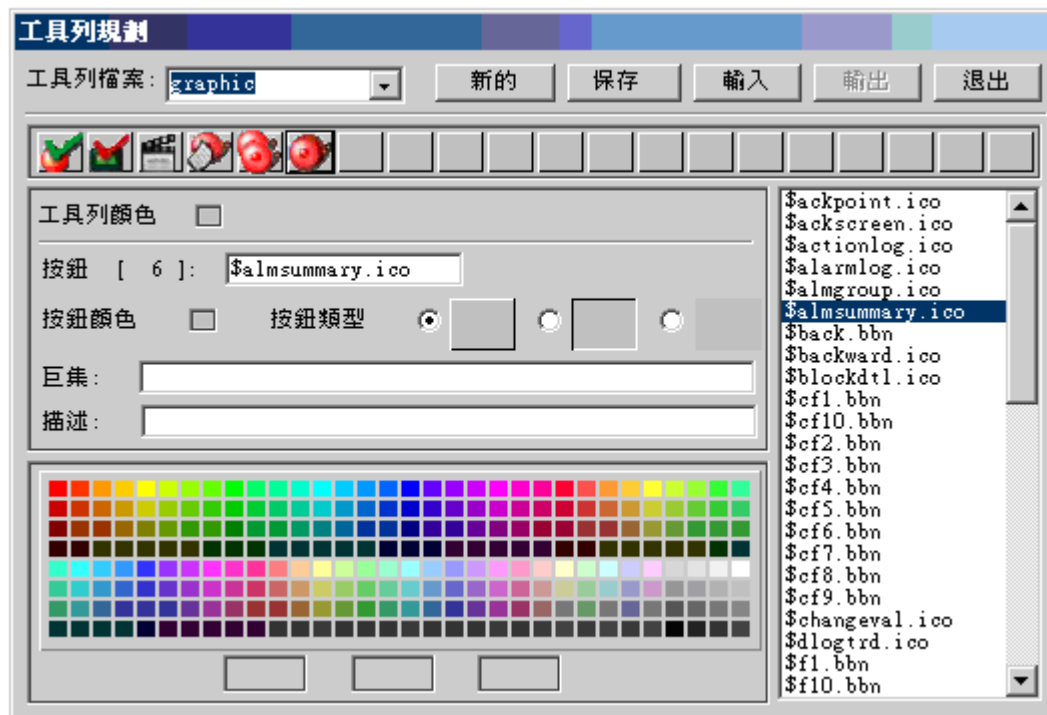 工具列規劃
工具列檔案: graphic 新的 保存 輸入 輸出 退出
工具列顏色
按鈕 [ 6 ]: $almsummary.ico
按鈕顏色 按鈕類型
巨集:
描述:
$ackpoint.ico
$ackscreen.ico
$actionlog.ico
$alarmlog.ico
$almgroup.ico
$almsummary.ico
$back.bbn
$backward.ico
$blockdtl.ico
$cf1.bbn
$cf10.bbn
$cf2.bbn
$cf3.bbn
$cf4.bbn
$cf5.bbn
$cf6.bbn
$cf7.bbn
$cf8.bbn
$cf9.bbn
$changeval.ico
$dlogtrd.ico
$f1.bbn
$f10.bbn